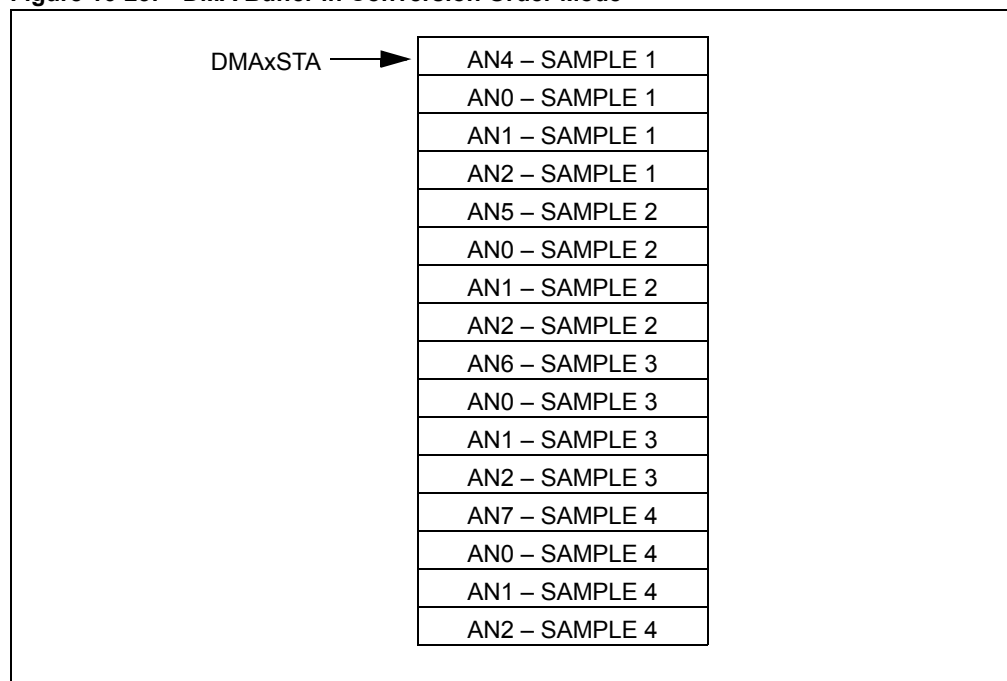 DMAxSTA
AN4 – SAMPLE 1
AN0 – SAMPLE 1
AN1 – SAMPLE 1
AN2 – SAMPLE 1
AN5 – SAMPLE 2
AN0 – SAMPLE 2
AN1 – SAMPLE 2
AN2 – SAMPLE 2
AN6 – SAMPLE 3
AN0 – SAMPLE 3
AN1 – SAMPLE 3
AN2 – SAMPLE 3
AN7 – SAMPLE 4
AN0 – SAMPLE 4
AN1 – SAMPLE 4
AN2 – SAMPLE 4